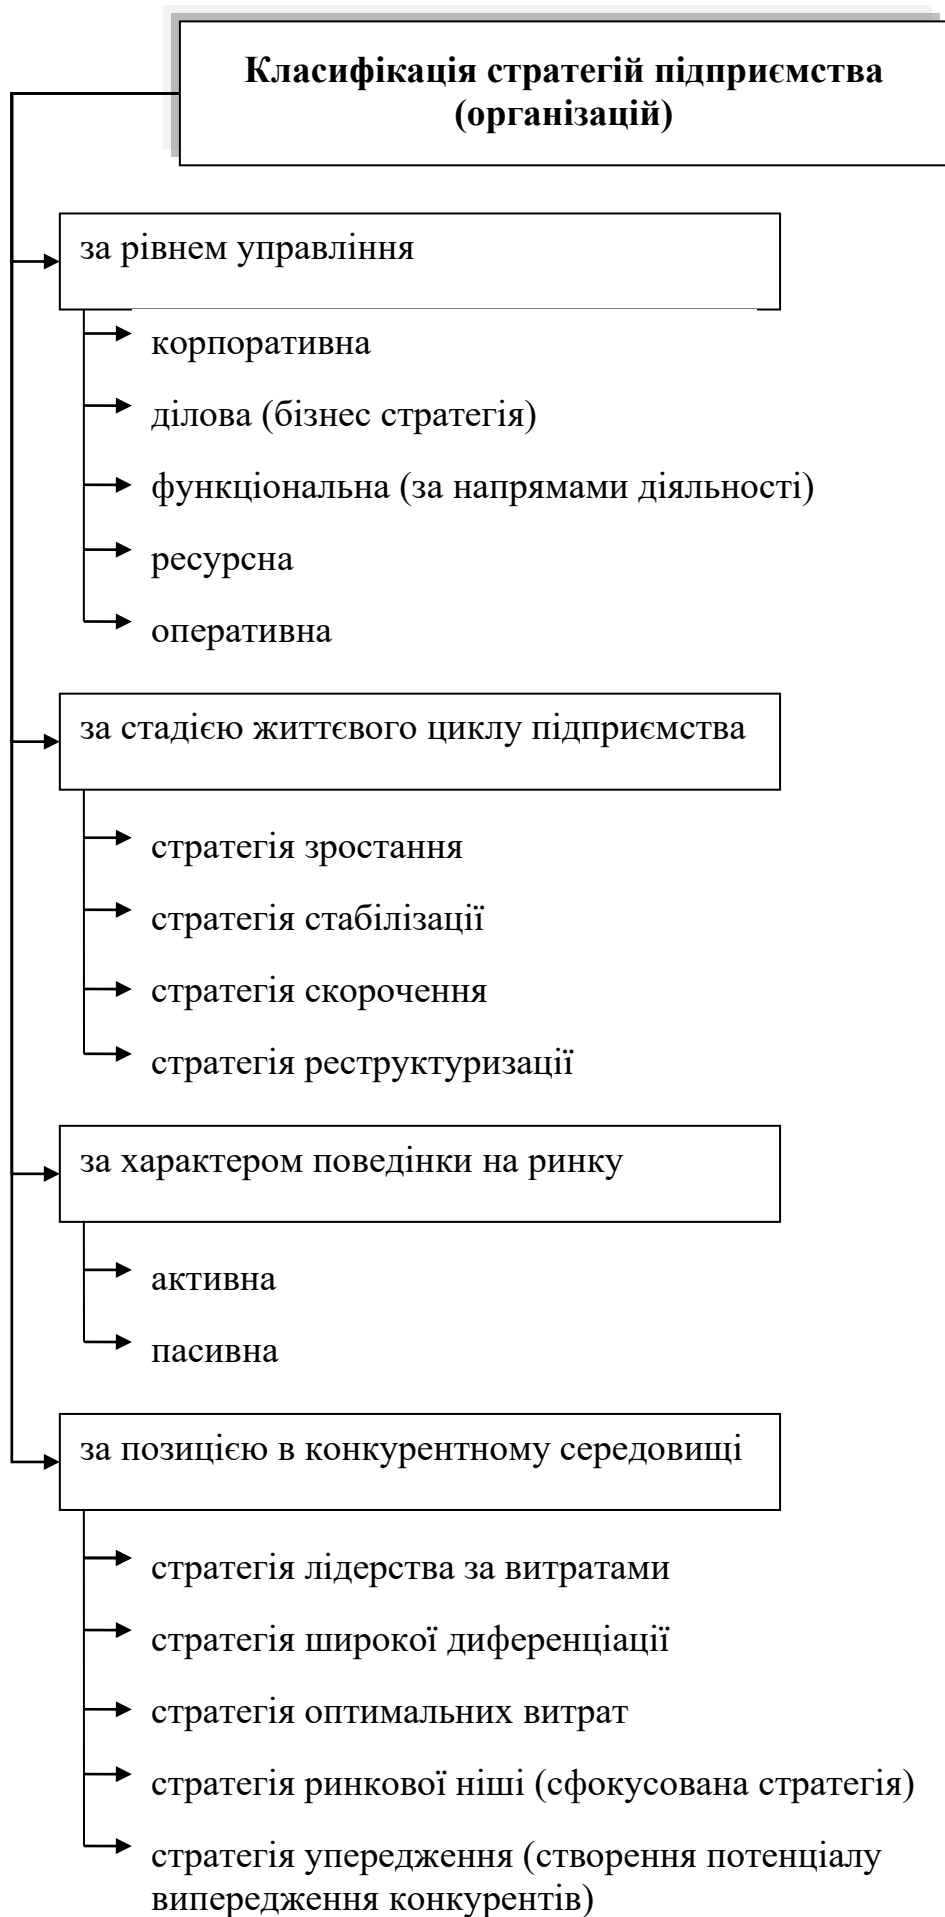 Класифікація стратегій підприємства
(організацій)
за рівнем управління
корпоративна
ділова (бізнес стратегія)
функціональна (за напрямами діяльності)
ресурсна
оперативна
за стадією життєвого циклу підприємства
стратегія зростання
стратегія стабілізації
стратегія скорочення
стратегія реструктуризації
за характером поведінки на ринку
активна
пасивна
за позицією в конкурентному середовищі
стратегія лідерства за витратами
стратегія широкої диференціації
стратегія оптимальних витрат
стратегія ринкової ніші (сфокусована стратегія)
стратегія упередження (створення потенціалу
випередження конкурентів)